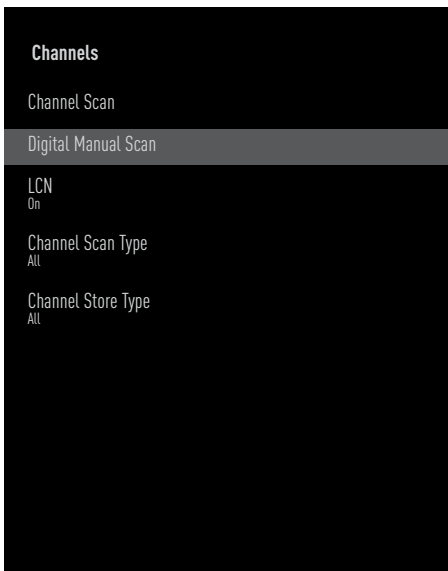 Channels
Channel Scan
Digital Manual Scan
LCN
On
Channel Scan Type
All
Channel Store Type
All